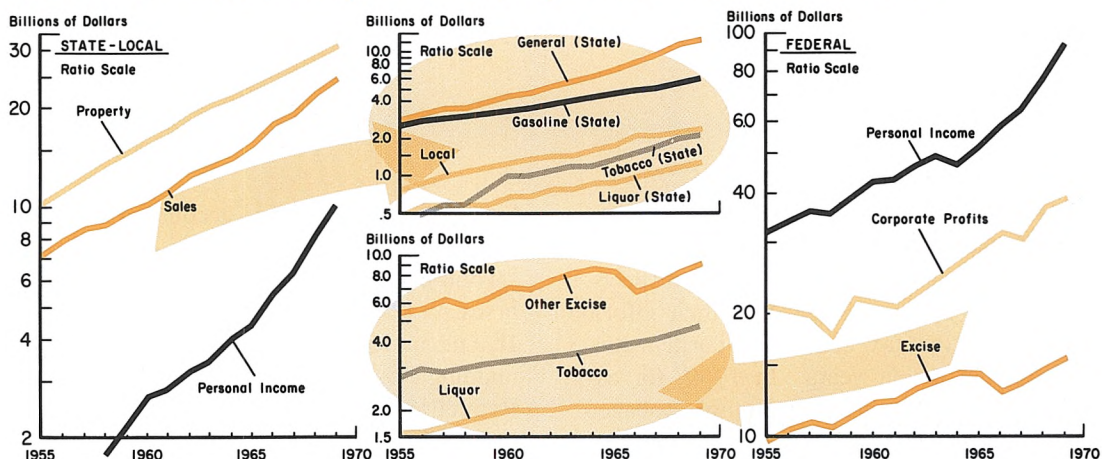 Billions of Dollars
STATE-LOCAL
Ratio Scale
30
20
10
8
6
4
2
Property
Sales
Personal Income
1955 1960 1965 1970
Billions of Dollars
Ratio Scale
10.0
8.0
6.0
4.0
2.0
1.0
.5
General (State)
Gasoline (State)
Local
Tobacco (State)
Liquor (State)
Billions of Dollars
Ratio Scale
10.0
8.0
6.0
4.0
2.0
1.5
Other Excise
Tobacco
Liquor
1955 1960 1965 1970
Billions of Dollars
FEDERAL
Ratio Scale
100
80
60
40
20
10
Personal Income
Corporate Profits
Excise
1955 1960 1965 1970